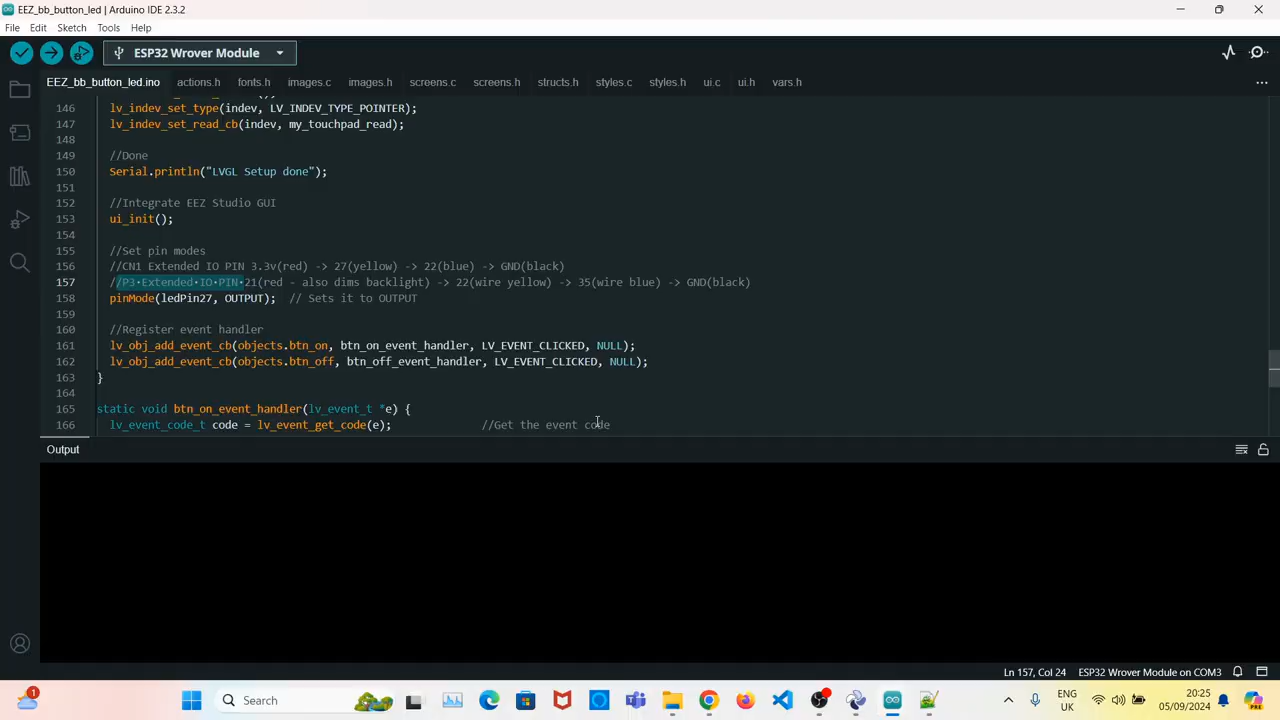 EEZ_bb_button_led | Arduino IDE 2.3.2
File Edit Sketch Tools Help
ESP32 Wrover Module
EEZ_bb_button_led.ino actions.h fonts.h images.c images.h screens.c screens.h structs.h styles.c styles.h ui.c ui.h vars.h
146 lv_indev_set_type(indev, LV_INDEV_TYPE_POINTER);
147 lv_indev_set_read_cb(indev, my_touchpad_read);
148
149 //Done
150 Serial.println("LVGL Setup done");
151
152 //Integrate EEZ Studio GUI
153 ui_init();
154
155 //Set pin modes
156 //CN1 Extended IO PIN 3.3v(red) -> 27(yellow) -> 22(blue) -> GND(black)
157 //P3·Extended·IO·PIN·21(red - also dims backlight) -> 22(wire yellow) -> 35(wire blue) -> GND(black)
158 pinMode(ledPin27, OUTPUT); // Sets it to OUTPUT
159
160 //Register event handler
161 lv_obj_add_event_cb(objects.btn_on, btn_on_event_handler, LV_EVENT_CLICKED, NULL);
162 lv_obj_add_event_cb(objects.btn_off, btn_off_event_handler, LV_EVENT_CLICKED, NULL);
163 }
164
165 static void btn_on_event_handler(lv_event_t *e) {
166 lv_event_code_t code = lv_event_get_code(e); //Get the event code
Output
Ln 157, Col 24 ESP32 Wrover Module on COM3
1
Search
ENG
UK
20:25
05/09/2024
PRE